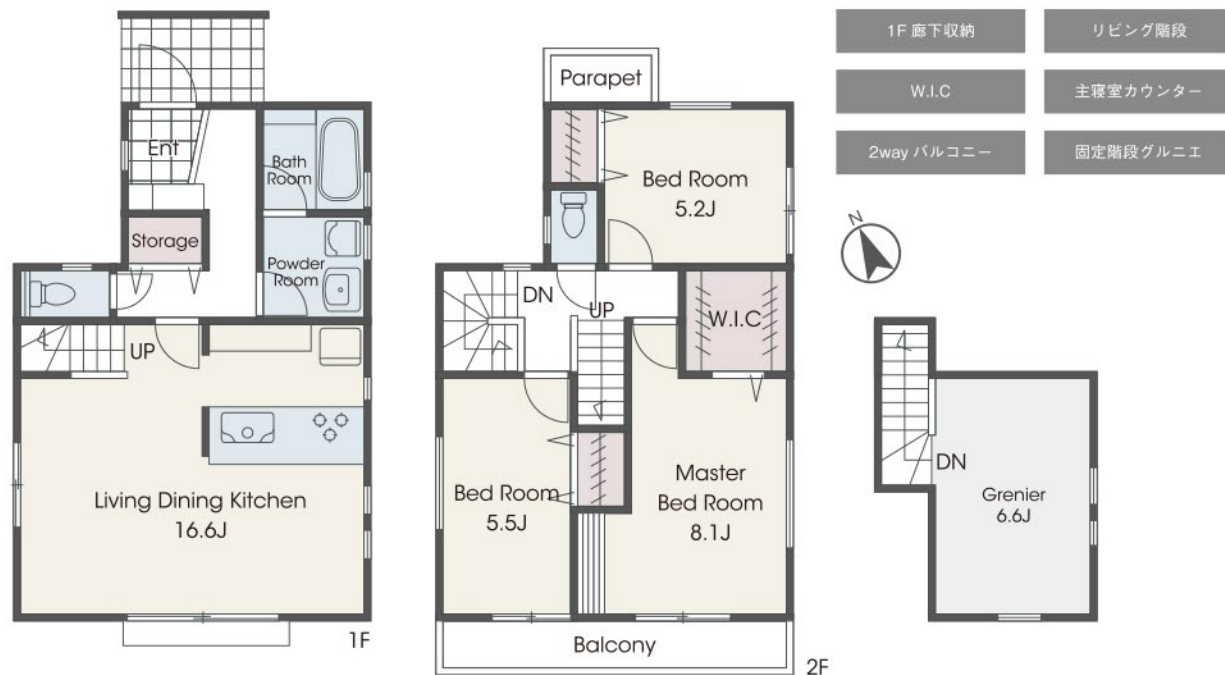 Ent
Bath
Room
Storage
Powder
Room
UP
Living Dining Kitchen
16.6J
1F
Parapet
Bed Room
5.2J
DN
UP
W.I.C
Bed Room
5.5J
Master
Bed Room
8.1J
Balcony
2F
1F 廊下収納
リビング階段
W.I.C
主寝室カウンター
2way バルコニー
固定階段グルニエ
N
DN
Grenier
6.6J